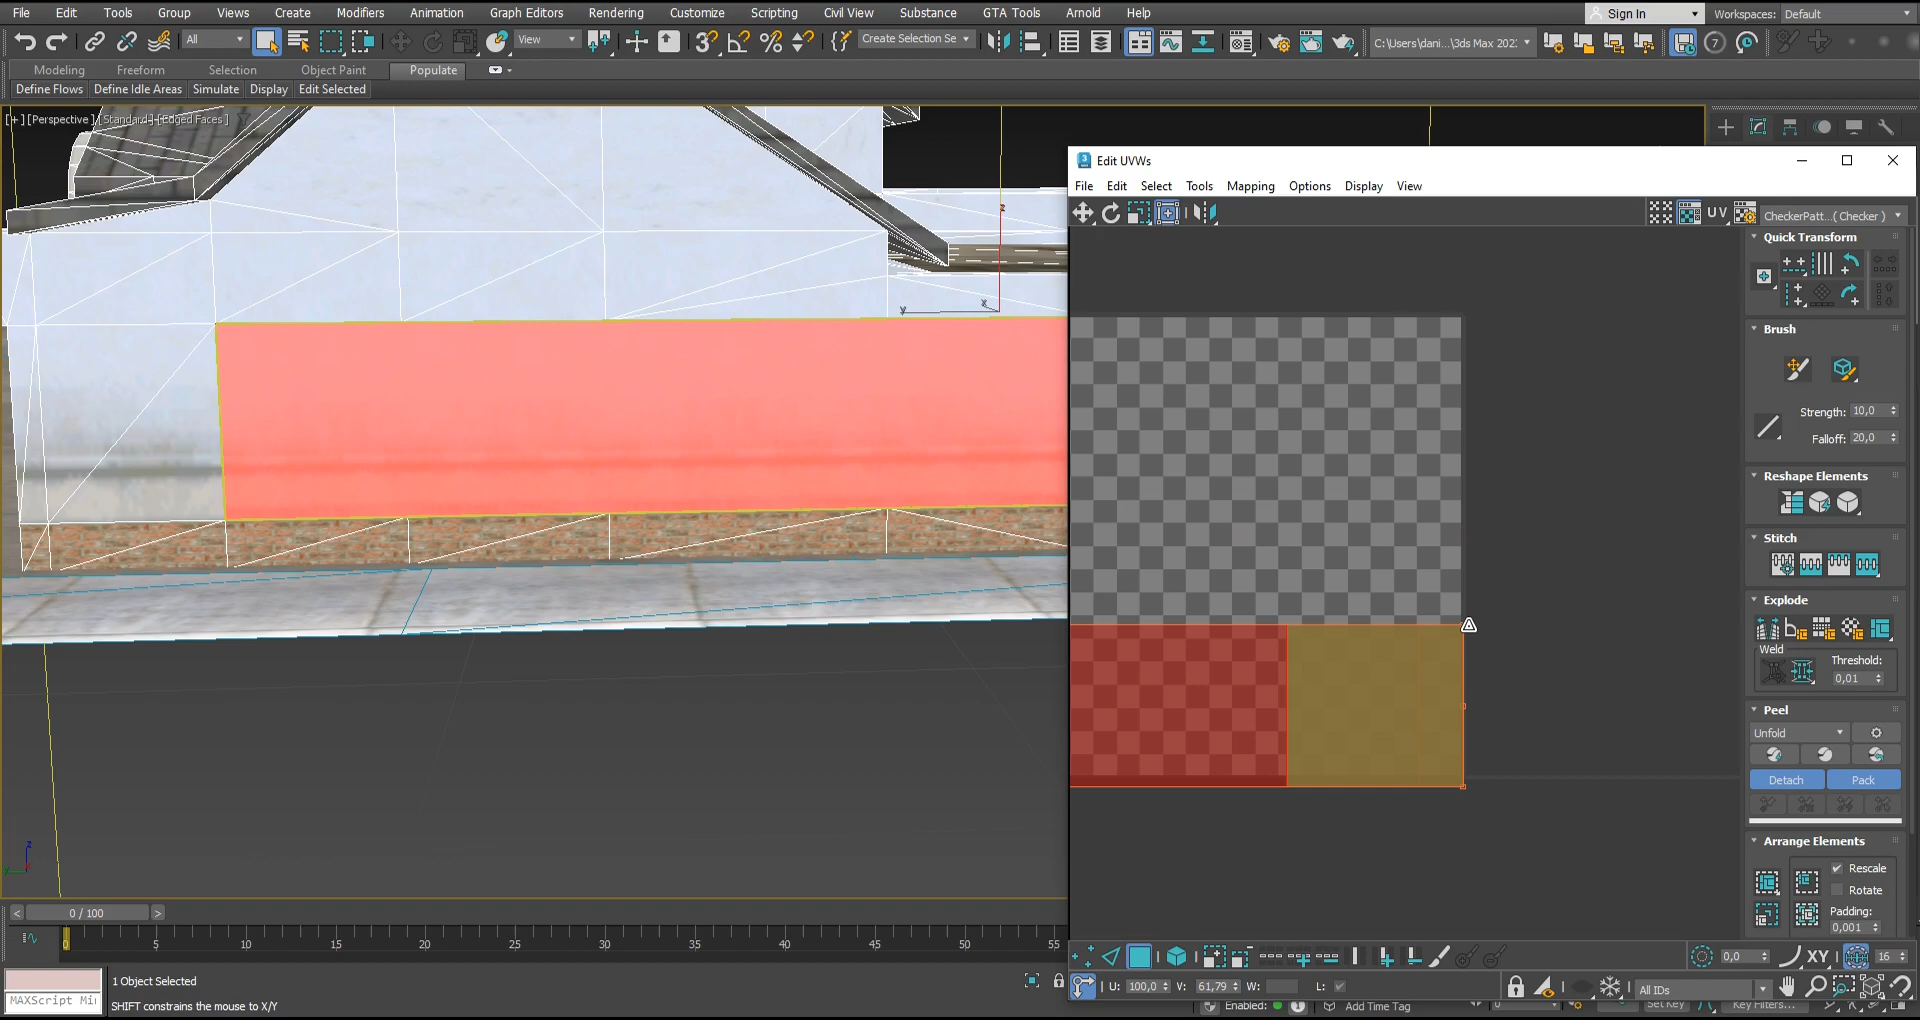 File Edit Tools Group Views Create Modifiers Animation Graph Editors Rendering Customize Scripting Civil View Substance GTA Tools Arnold Help
Sign In Workspaces: Default
All View Create Selection Se C:\Users\dani...\3ds Max 202:
Modeling Freeform Selection Object Paint Populate
Define Flows Define Idle Areas Simulate Display Edit Selected
[+] [Perspective] [Standard] [Edged Faces]
z
x
y
Edit UVWs
File Edit Select Tools Mapping Options Display View
UV CheckerPatt...( Checker )
Quick Transform
Brush
Strength: 10,0
Falloff: 20,0
Reshape Elements
Stitch
Explode
Weld
Threshold:
0,01
Peel
Unfold
Detach Pack
Arrange Elements
Rescale
Rotate
Padding:
0,001
z
y
< 0 / 100 >
0 5 10 15 20 25 30 35 40 45 50 55
0,0 XY 16
1 Object Selected
U: 100,0 V: 61,79 W: L: All IDs
MAXScript Mi
SHIFT constrains the mouse to X/Y
Enabled: Add Time Tag Set Key Key Filters...